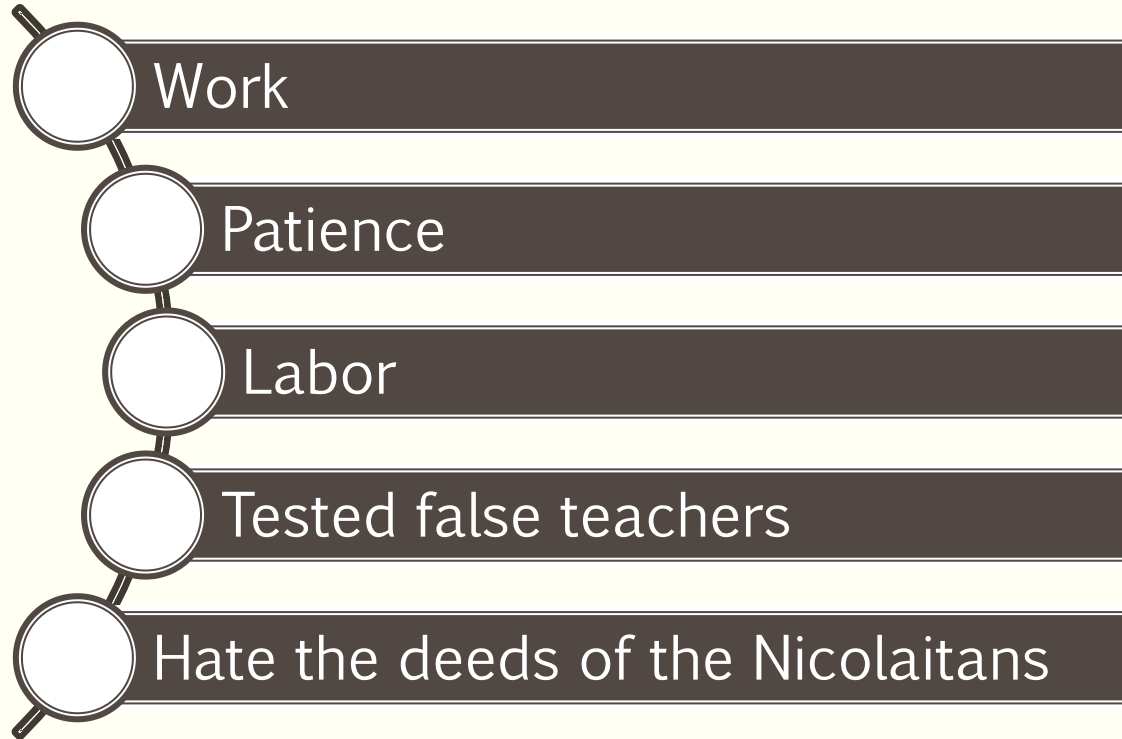 Work
Patience
Labor
Tested false teachers
Hate the deeds of the Nicolaitans